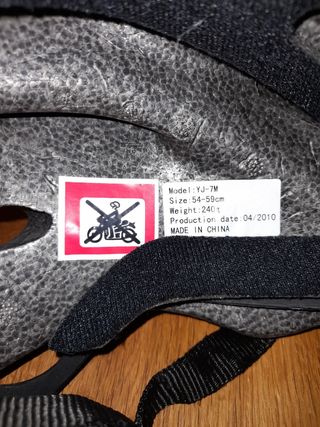 Model:YJ-7M
Size:54-59cm
Weight:240g
Production date:04/2010
MADE IN CHINA